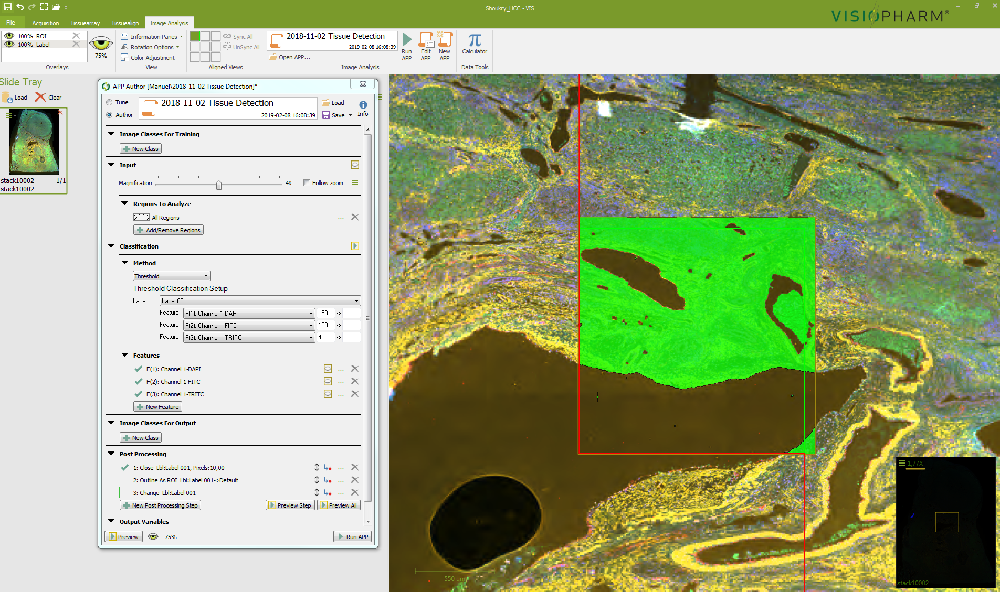 Shoukry_HCC - VIS
VISIOPHARM®
File
Acquisition
Tissuearray
Tissuealign
Image Analysis
100% ROI
100% Label
75%
Overlays
Information Panes
Rotation Options
Color Adjustment
View
Sync All
UnSync All
Aligned Views
2018-11-02 Tissue Detection
2019-02-08 16:08:39
Open APP...
Run APP
Edit APP
New APP
Image Analysis
Calculator
Data Tools
Slide Tray
Load
Clear
stack10002 1/1
stack10002
APP Author [Manuel\2018-11-02 Tissue Detection]*
Tune
Author
2018-11-02 Tissue Detection
2019-02-08 16:08:39
Load
Save
Info
Image Classes For Training
New Class
Input
Magnification
4X
Follow zoom
Regions To Analyze
All Regions
...
Add/Remove Regions
Classification
Method
Threshold
Threshold Classification Setup
Label
Label 001
Feature F(1): Channel 1-DAPI 150 ->
Feature F(2): Channel 1-FITC 120 ->
Feature F(3): Channel 1-TRITC 40 ->
Features
F(1): Channel 1-DAPI ...
F(2): Channel 1-FITC ...
F(3): Channel 1-TRITC ...
New Feature
Image Classes For Output
New Class
Post Processing
1: Close Lbl:Label 001, Pixels:10,00 ...
2: Outline As ROI Lbl:Label 001->Default ...
3: Change Lbl:Label 001 ...
New Post Processing Step
Preview Step
Preview All
Output Variables
Preview
75%
Run APP
550 µm
1,77X
stack10002